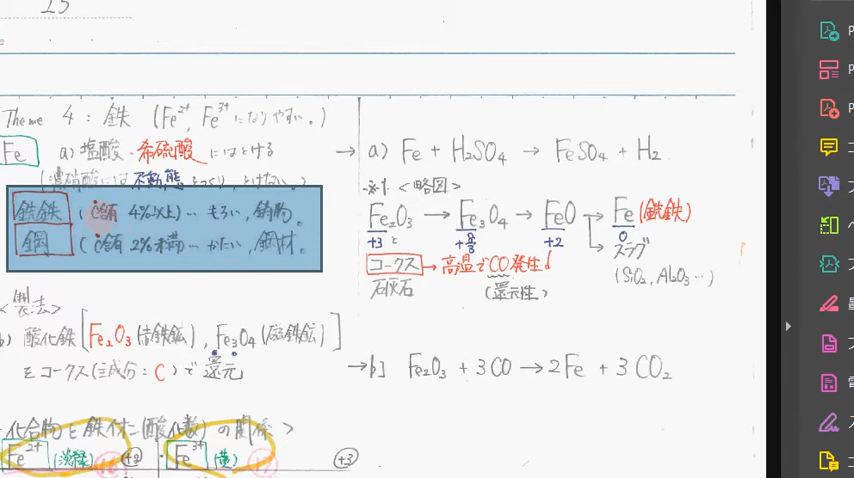 25
Theme 4 : 鉄 (Fe²⁺, Fe³⁺になりやすい。)
Fe a) 塩酸・希硫酸にはとける
(濃硝酸には不動態をつくり, とけない。)
銑鉄 (C含有 4%以上)… もろい, 鋳物。
鋼 (C含有 2%未満… かたい, 鋼材。
<製法>
b) 酸化鉄 [Fe₂O₃(赤鉄鉱), Fe₃O₄(磁鉄鉱)]
をコークス(主成分 : C)で還元
化合物と鉄イオン(酸化数)の関係>
Fe²⁺ (淡緑) +2 Fe³⁺ (黄) +3
→ a) Fe + H₂SO₄ → FeSO₄ + H₂
※1 <略図>
Fe₂O₃ → Fe₃O₄ → FeO → Fe (銑鉄)
+3 と +8/3 +2 0 スラグ
コークス → 高温でCO発生!
石灰石 (還元性。) (SiO₂, Al₂O₃ …)
→ b) Fe₂O₃ + 3CO → 2Fe + 3CO₂